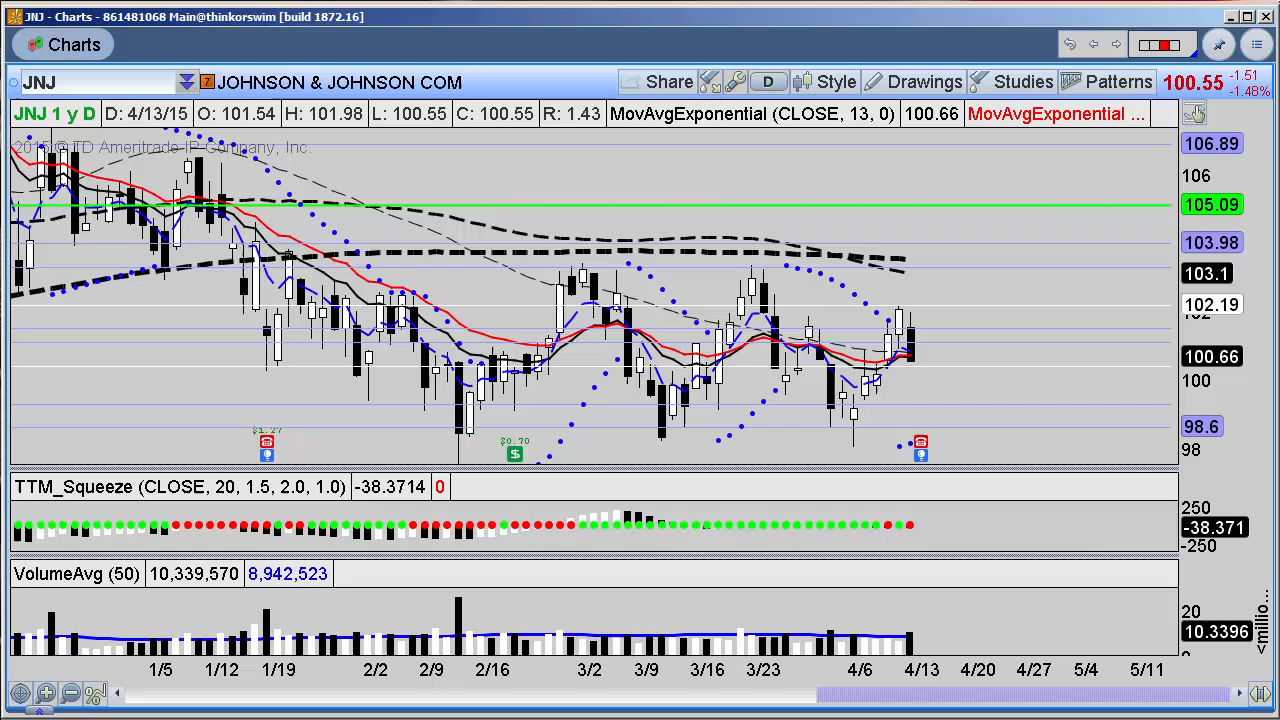 JNJ - Charts - 861481068 Main@thinkorswim [build 1872.16]
Charts
JNJ 7 JOHNSON & JOHNSON COM Share D Style Drawings Studies Patterns 100.55 -1.51 -1.48%
JNJ 1 y D D: 4/13/15 O: 101.54 H: 101.98 L: 100.55 C: 100.55 R: 1.43 MovAvgExponential (CLOSE, 13, 0) 100.66 MovAvgExponential ...
© TD Ameritrade IP Company, Inc.
106.89
106
105.09
103.98
103.1
102.19
102
100.66
100
98.6
98
$1.27
$0.70
$
TTM_Squeeze (CLOSE, 20, 1.5, 2.0, 1.0) -38.3714 0
250
-38.371
-250
VolumeAvg (50) 10,339,570 8,942,523
20
10.3396
<millio...
1/5 1/12 1/19 2/2 2/9 2/16 3/2 3/9 3/16 3/23 4/6 4/13 4/20 4/27 5/4 5/11
%